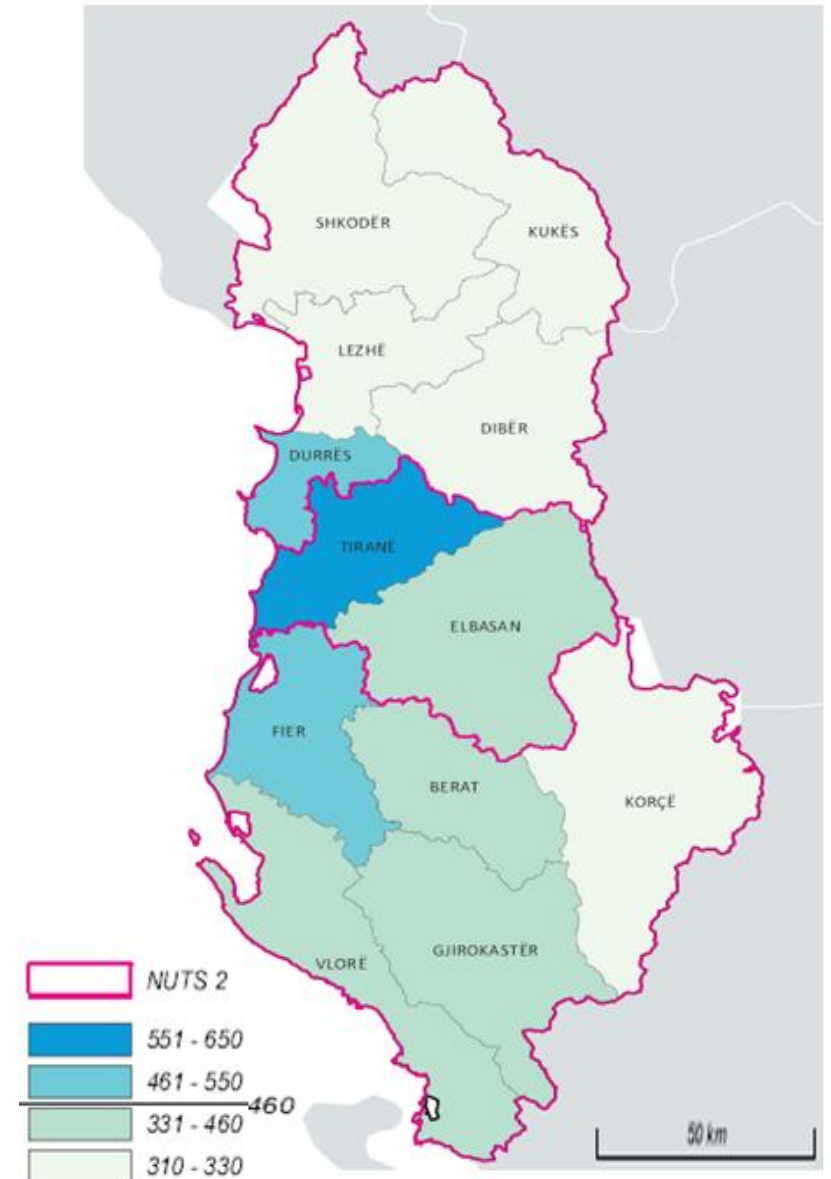 SHKODËR
KUKËS
LEZHË
DIBËR
DURRËS
TIRANË
ELBASAN
FIER
BERAT
KORÇË
GJIROKASTËR
VLORË
NUTS 2
551 - 650
461 - 550
460
331 - 460
310 - 330
50 km